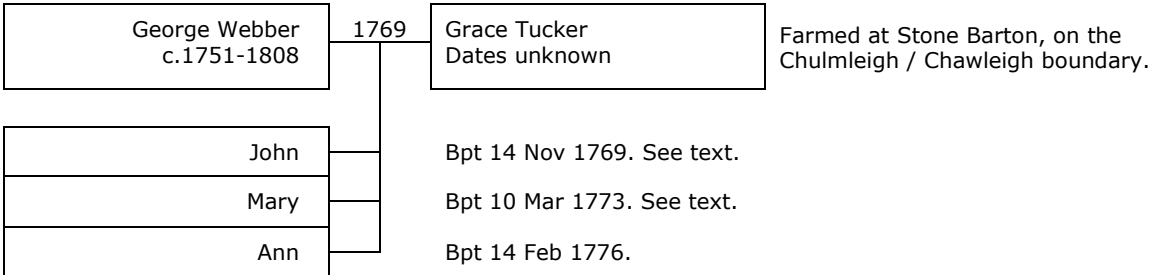 George Webber
c.1751-1808
1769
Grace Tucker
Dates unknown
Farmed at Stone Barton, on the
Chulmleigh / Chawleigh boundary.
John
Bpt 14 Nov 1769. See text.
Mary
Bpt 10 Mar 1773. See text.
Ann
Bpt 14 Feb 1776.